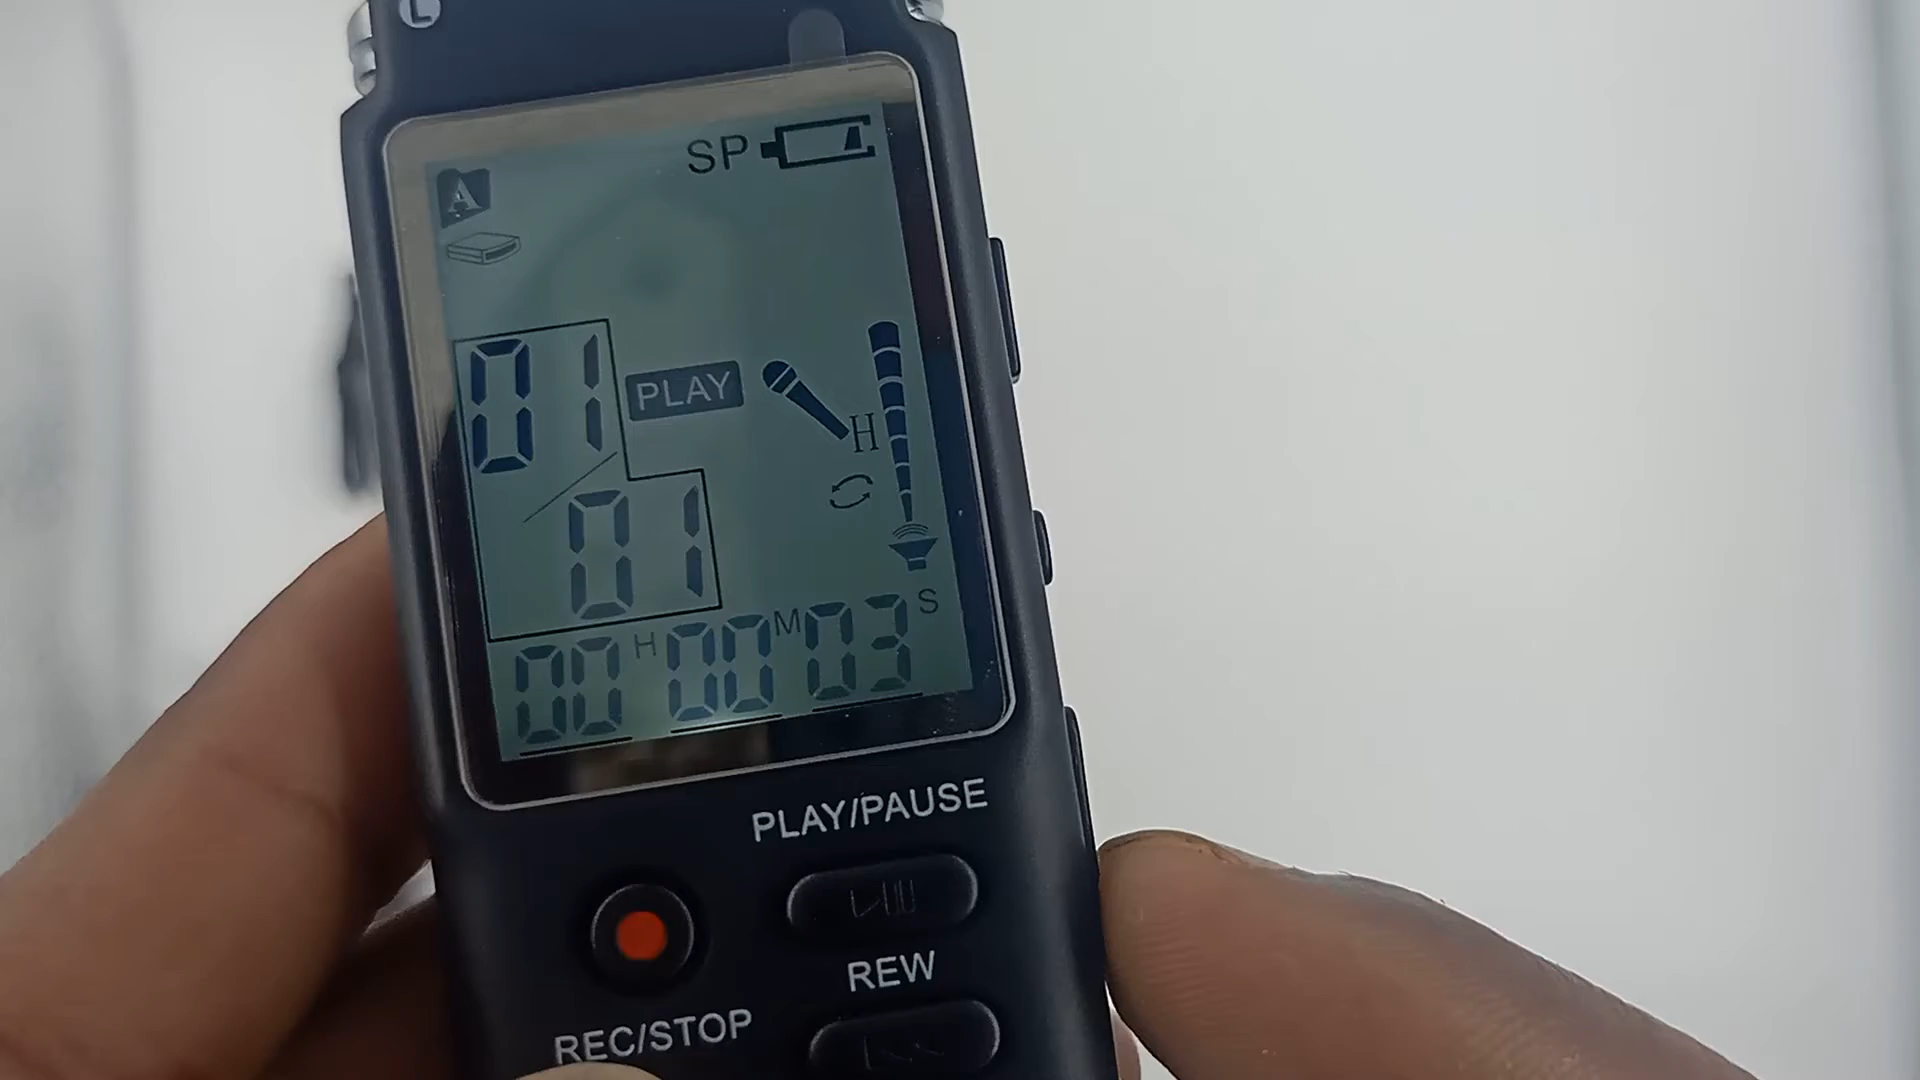 L
SP
A
01
PLAY
H
01
00 H 00 M 03 S
PLAY/PAUSE
REW
REC/STOP